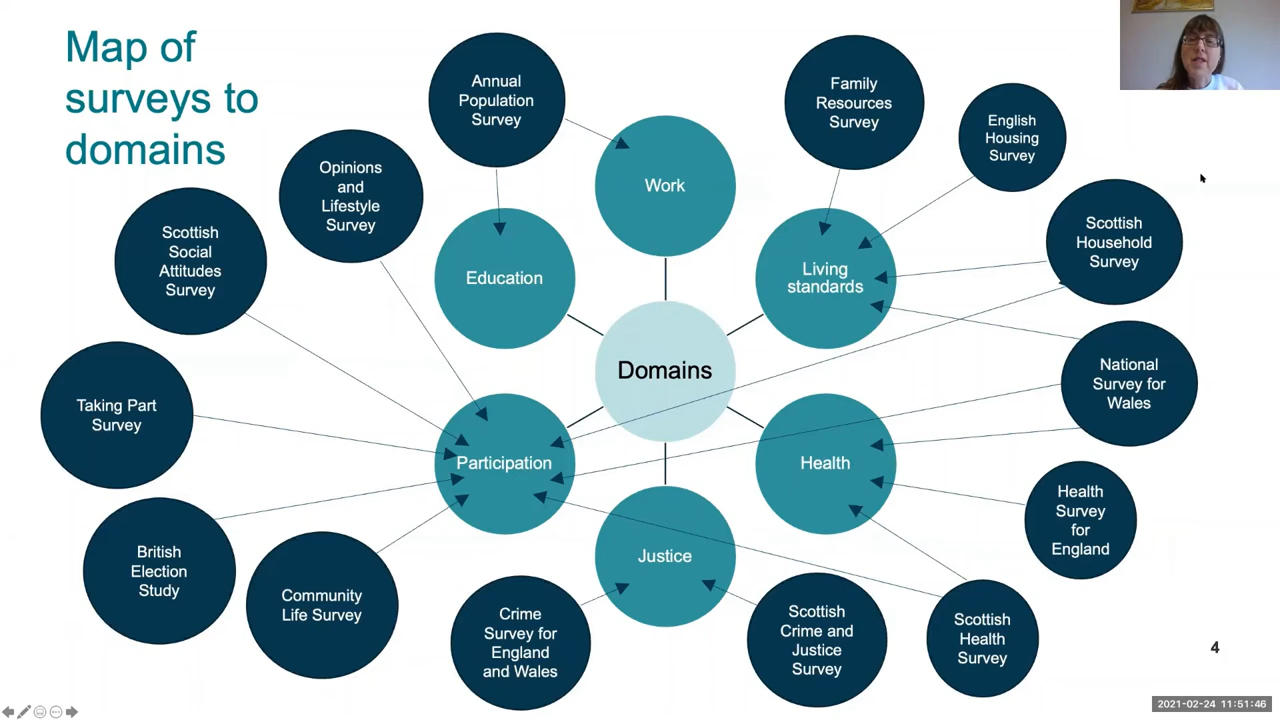 Map of
surveys to
domains
Annual
Population
Survey
Family
Resources
Survey
English
Housing
Survey
Opinions
and
Lifestyle
Survey
Work
Scottish
Social
Attitudes
Survey
Scottish
Household
Survey
Education
Living
standards
Domains
National
Survey for
Wales
Taking Part
Survey
Participation
Health
Health
Survey
for
England
British
Election
Study
Justice
Community
Life Survey
Crime
Survey for
England
and Wales
Scottish
Crime and
Justice
Survey
Scottish
Health
Survey
4
2021-02-24 11:51:46